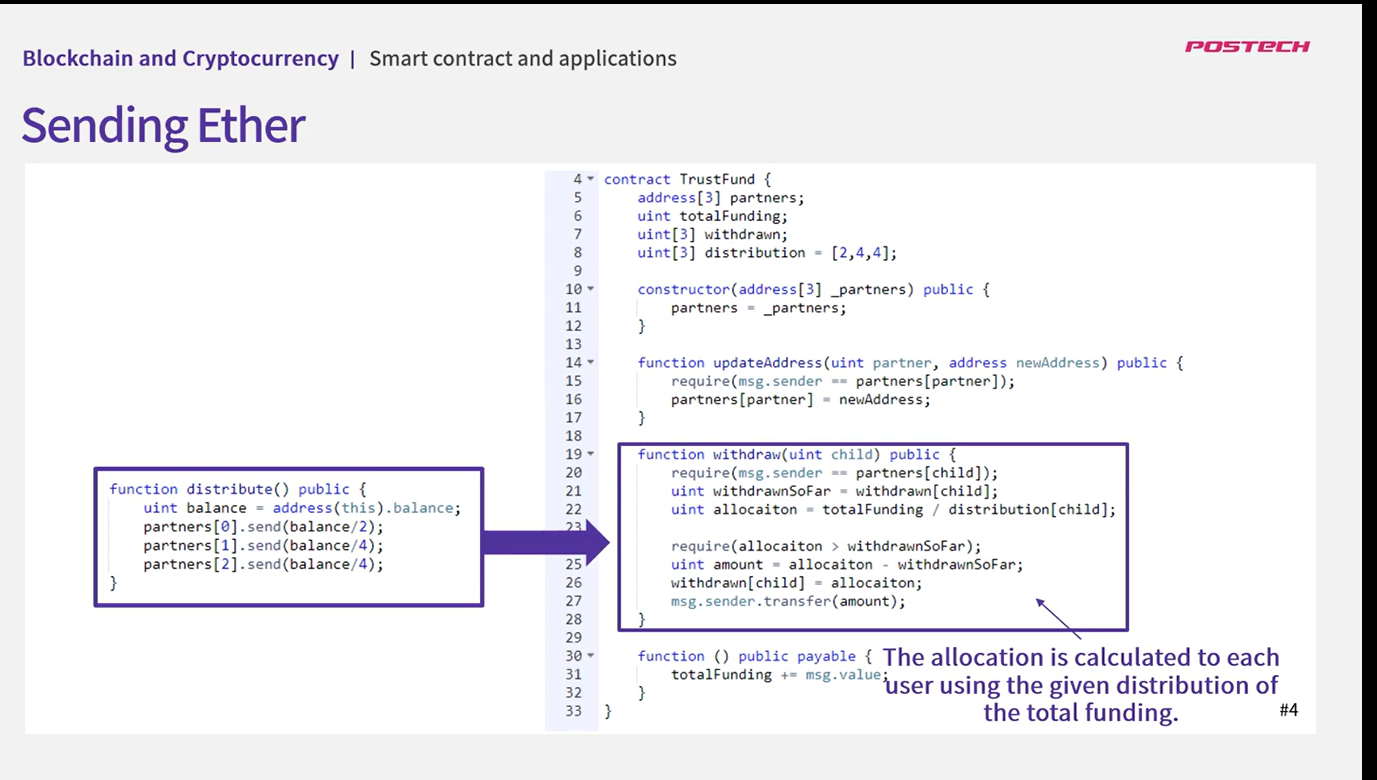 Blockchain and Cryptocurrency | Smart contract and applications
POSTECH
Sending Ether
function distribute() public {
uint balance = address(this).balance;
partners[0].send(balance/2);
partners[1].send(balance/4);
partners[2].send(balance/4);
}
4 contract TrustFund {
5 address[3] partners;
6 uint totalFunding;
7 uint[3] withdrawn;
8 uint[3] distribution = [2,4,4];
9
10 constructor(address[3] _partners) public {
11 partners = _partners;
12 }
13
14 function updateAddress(uint partner, address newAddress) public {
15 require(msg.sender == partners[partner]);
16 partners[partner] = newAddress;
17 }
18
19 function withdraw(uint child) public {
20 require(msg.sender == partners[child]);
21 uint withdrawnSoFar = withdrawn[child];
22 uint allocaiton = totalFunding / distribution[child];
23
require(allocaiton > withdrawnSoFar);
25 uint amount = allocaiton - withdrawnSoFar;
26 withdrawn[child] = allocaiton;
27 msg.sender.transfer(amount);
28 }
29
30 function () public payable {
31 totalFunding += msg.value;
32 }
33 }
The allocation is calculated to each
user using the given distribution of
the total funding.
#4